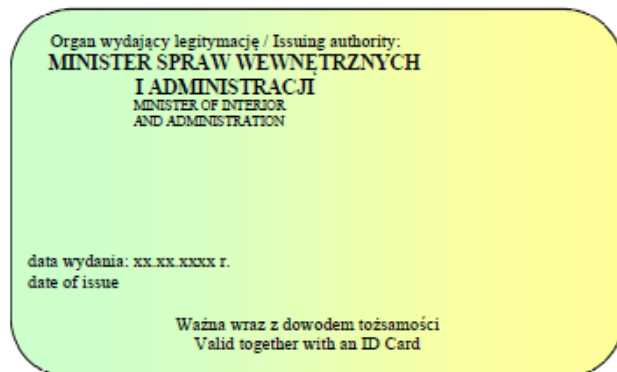 Organ wydający legitymację / Issuing authority:
MINISTER SPRAW WEWNĘTRZNYCH
I ADMINISTRACJI
MINISTER OF INTERIOR
AND ADMINISTRATION
data wydania: xx.xx.xxxx r.
date of issue
Ważna wraz z dowodem tożsamości
Valid together with an ID Card